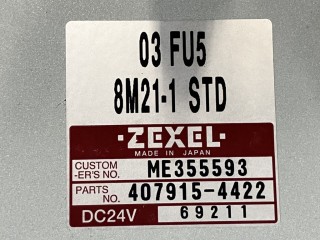 03 FU5
8M21-1 STD
·ZEXEL·
MADE IN JAPAN
CUSTOM
-ER'S NO. ME355593
PARTS
NO. 407915-4422
DC24V 69211